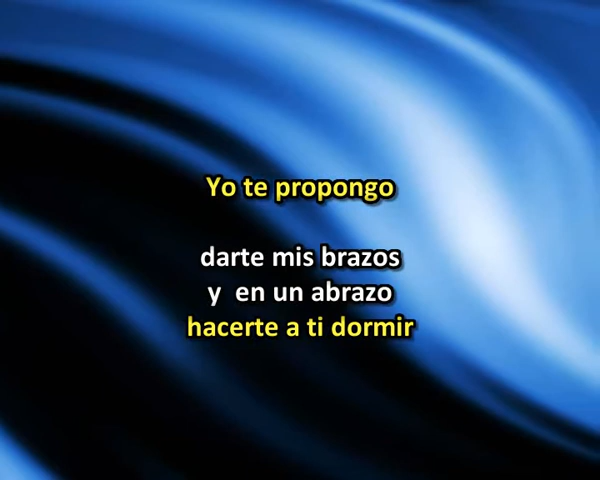 Yo te propongo
darte mis brazos
y en un abrazo
hacerte a ti dormir